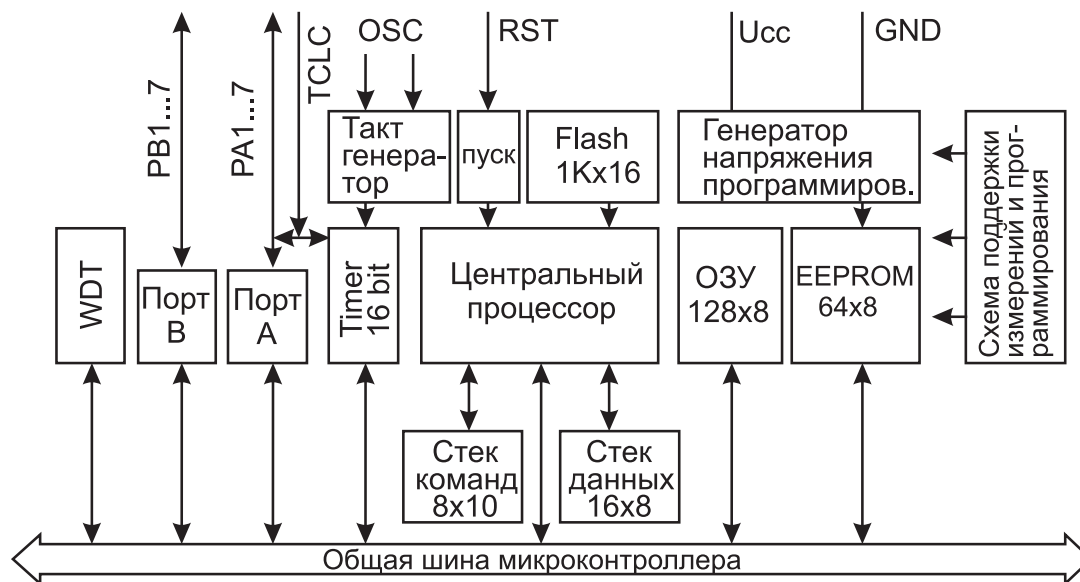 OSC
RST
Ucc
GND
PB1...7
PA1...7
TCLC
Такт
генера-
тор
пуск
Flash
1Kx16
Генератор
напряжения
программиров.
Схема поддержки
измерений и прог-
раммирования
WDT
Порт
B
Порт
A
Timer
16 bit
Центральный
процессор
ОЗУ
128x8
EEPROM
64x8
Стек
команд
8x10
Стек
данных
16x8
Общая шина микроконтроллера